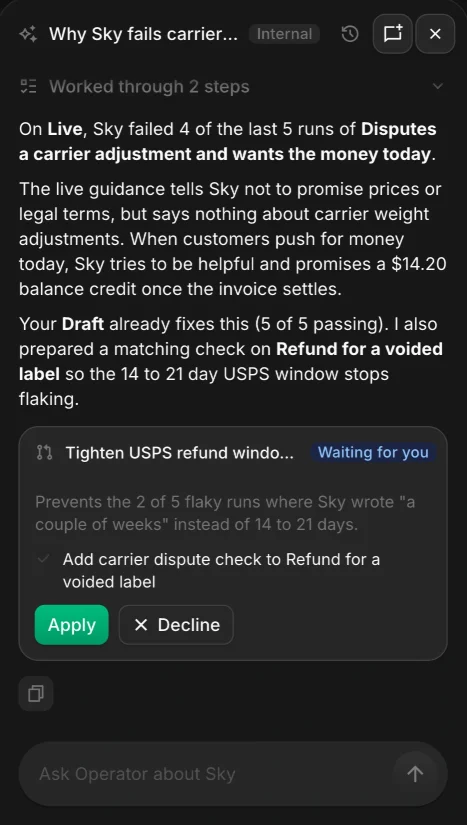 Why Sky fails carrier... Internal
Worked through 2 steps
On Live, Sky failed 4 of the last 5 runs of Disputes
a carrier adjustment and wants the money today.
The live guidance tells Sky not to promise prices or
legal terms, but says nothing about carrier weight
adjustments. When customers push for money
today, Sky tries to be helpful and promises a $14.20
balance credit once the invoice settles.
Your Draft already fixes this (5 of 5 passing). I also
prepared a matching check on Refund for a voided
label so the 14 to 21 day USPS window stops
flaking.
Tighten USPS refund windo... Waiting for you
Prevents the 2 of 5 flaky runs where Sky wrote "a
couple of weeks" instead of 14 to 21 days.
Add carrier dispute check to Refund for a
voided label
Apply Decline
Ask Operator about Sky